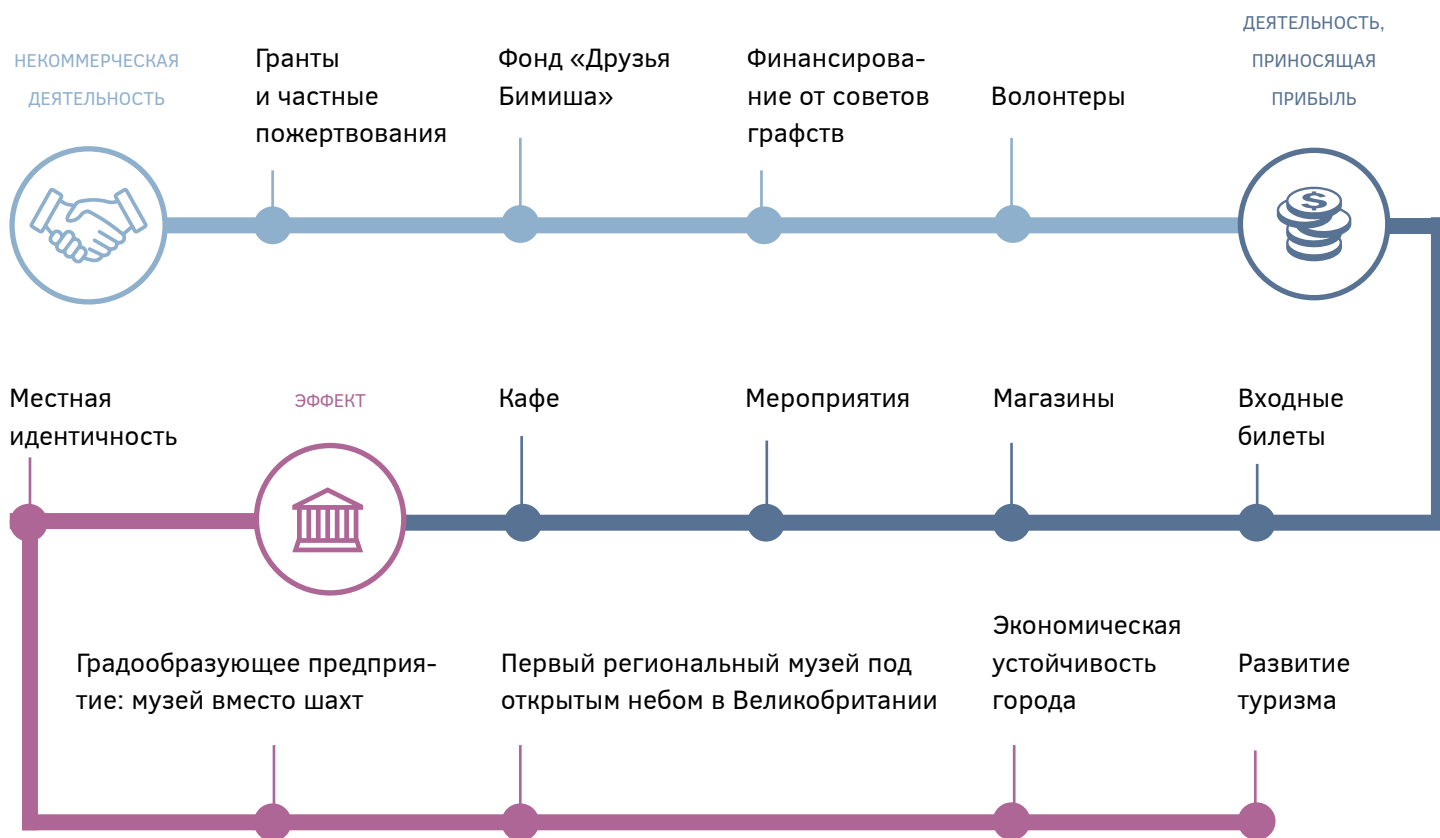 НЕКОММЕРЧЕСКАЯ
ДЕЯТЕЛЬНОСТЬ
Гранты
и частные
пожертвования
Фонд «Друзья
Бимиша»
Финансирова-
ние от советов
графств
Волонтеры
ДЕЯТЕЛЬНОСТЬ,
ПРИНОСЯЩАЯ
ПРИБЫЛЬ
$
Местная
идентичность
ЭФФЕКТ
Кафе
Мероприятия
Магазины
Входные
билеты
Градообразующее предприя-
тие: музей вместо шахт
Первый региональный музей под
открытым небом в Великобритании
Экономическая
устойчивость
города
Развитие
туризма